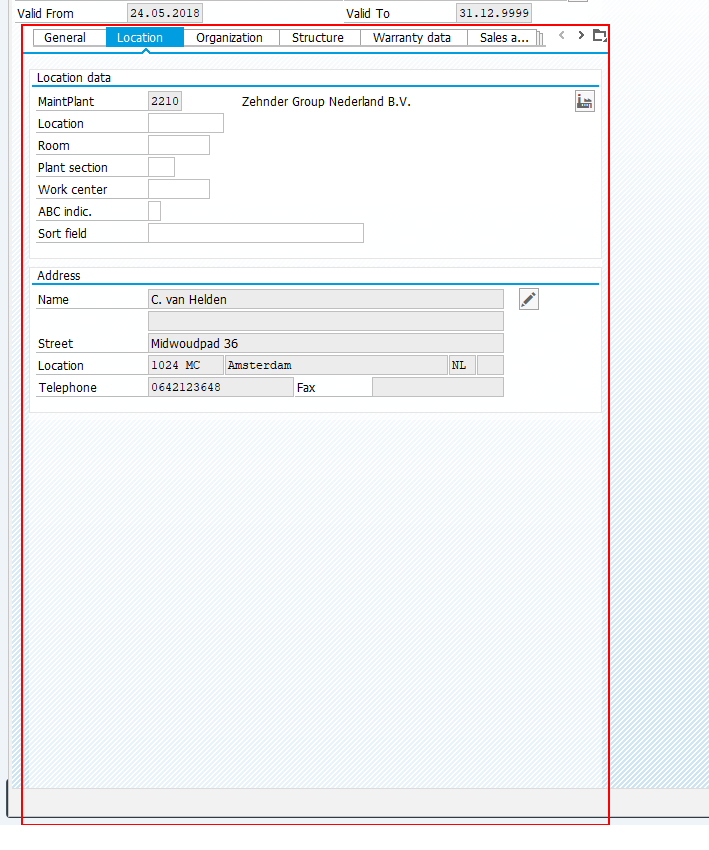 Valid From 24.05.2018 Valid To 31.12.9999
General Location Organization Structure Warranty data Sales a...
Location data
MaintPlant 2210 Zehnder Group Nederland B.V.
Location
Room
Plant section
Work center
ABC indic.
Sort field
Address
Name C. van Helden
Street Midwoudpad 36
Location 1024 MC Amsterdam NL
Telephone 0642123648 Fax